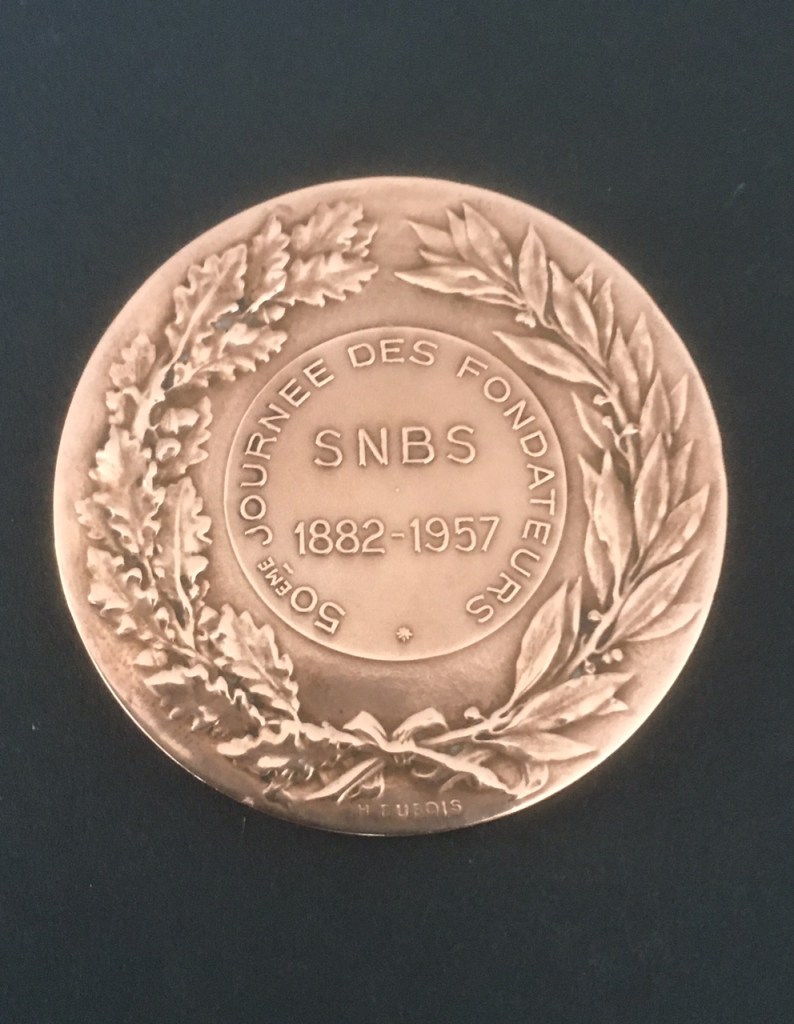 50ÈME JOURNEE DES FONDATEURS
SNBS
1882-1957
H DUBOIS